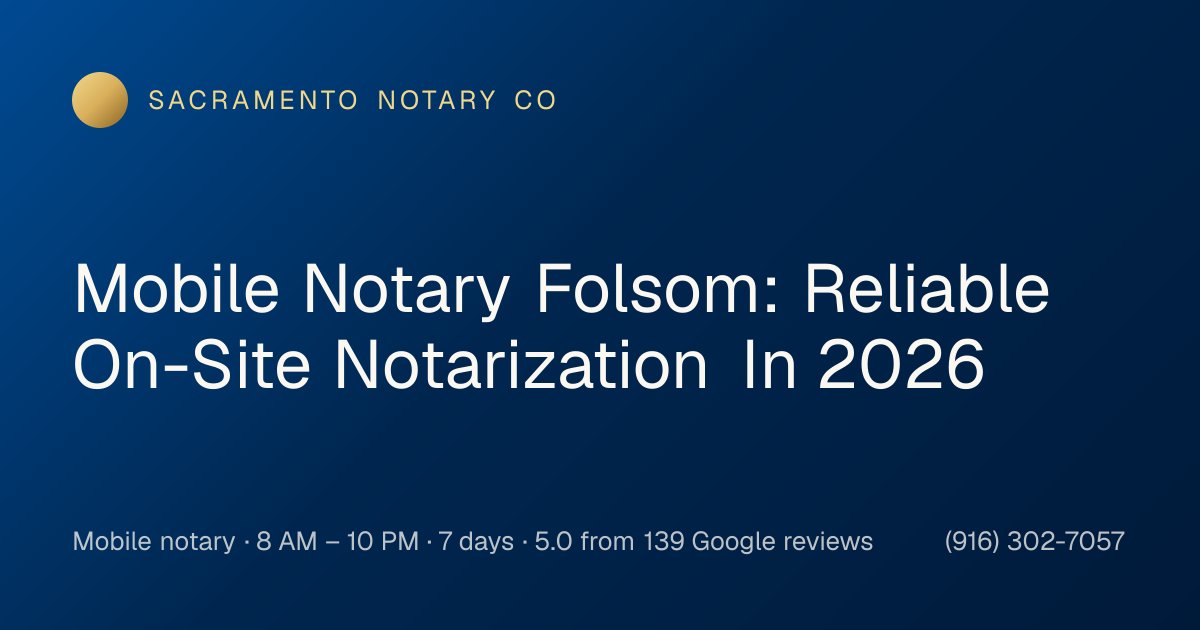 SACRAMENTO NOTARY CO
Mobile Notary Folsom: Reliable
On-Site Notarization In 2026
Mobile notary · 8 AM – 10 PM · 7 days · 5.0 from 139 Google reviews
(916) 302-7057